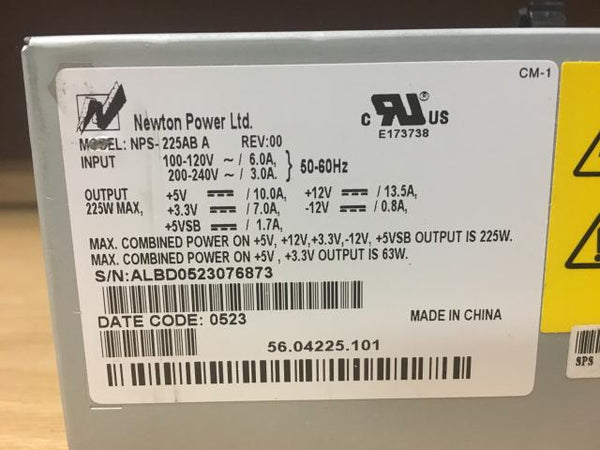 CM-1
Newton Power Ltd.
c RU ® US
E173738
MODEL: NPS-225AB A REV:00
INPUT 100-120V ~ / 6.0A,
200-240V ~ / 3.0A. } 50-60Hz
OUTPUT +5V ⎓ / 10.0A, +12V ⎓ / 13.5A,
225W MAX, +3.3V ⎓ / 7.0A, -12V ⎓ / 0.8A,
+5VSB ⎓ / 1.7A,
MAX. COMBINED POWER ON +5V, +12V,+3.3V,-12V, +5VSB OUTPUT IS 225W.
MAX. COMBINED POWER ON +5V , +3.3V OUTPUT IS 63W.
S/N:ALBD0523076873
DATE CODE: 0523
MADE IN CHINA
56.04225.101
SPS